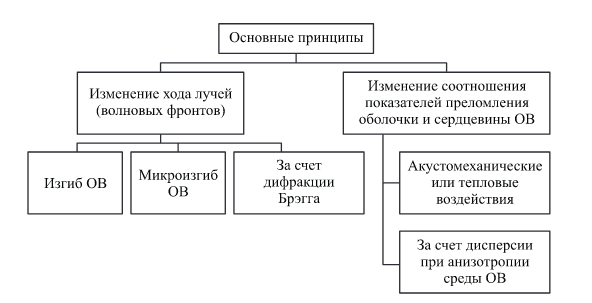 Основные принципы
Изменение хода лучей
(волновых фронтов)
Изменение соотношения
показателей преломления
оболочки и сердцевины ОВ
Изгиб ОВ
Микроизгиб
ОВ
За счет
дифракции
Брэгга
Акустомеханические
или тепловые
воздействия
За счет дисперсии
при анизотропии
среды ОВ